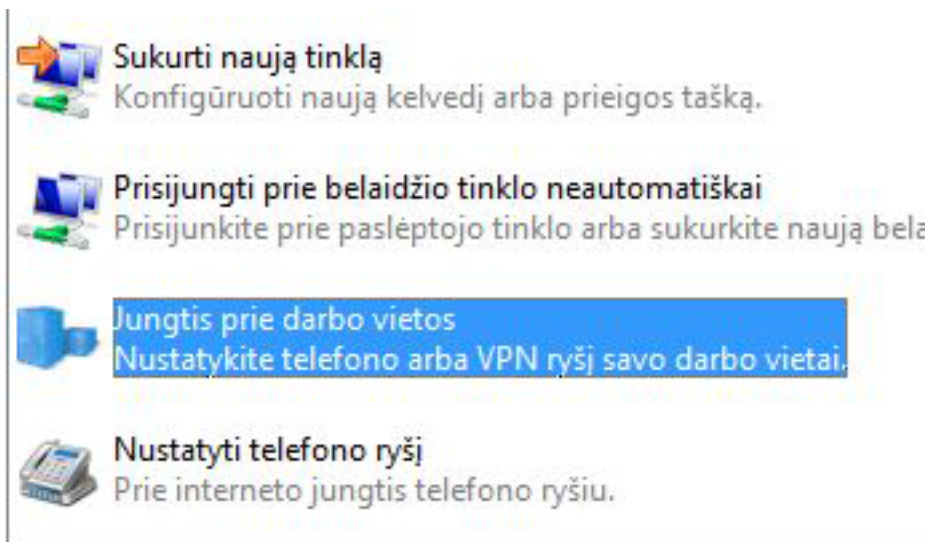 Sukurti naują tinklą
Konfigūruoti naują kelvedį arba prieigos tašką.
Prisijungti prie belaidžio tinklo neautomatiškai
Prisijunkite prie paslėptojo tinklo arba sukurkite naują
Jungtis prie darbo vietos
Nustatykite telefono arba VPN ryšį savo darbo vietai.
Nustatyti telefono ryšį
Prie interneto jungtis telefono ryšiu.